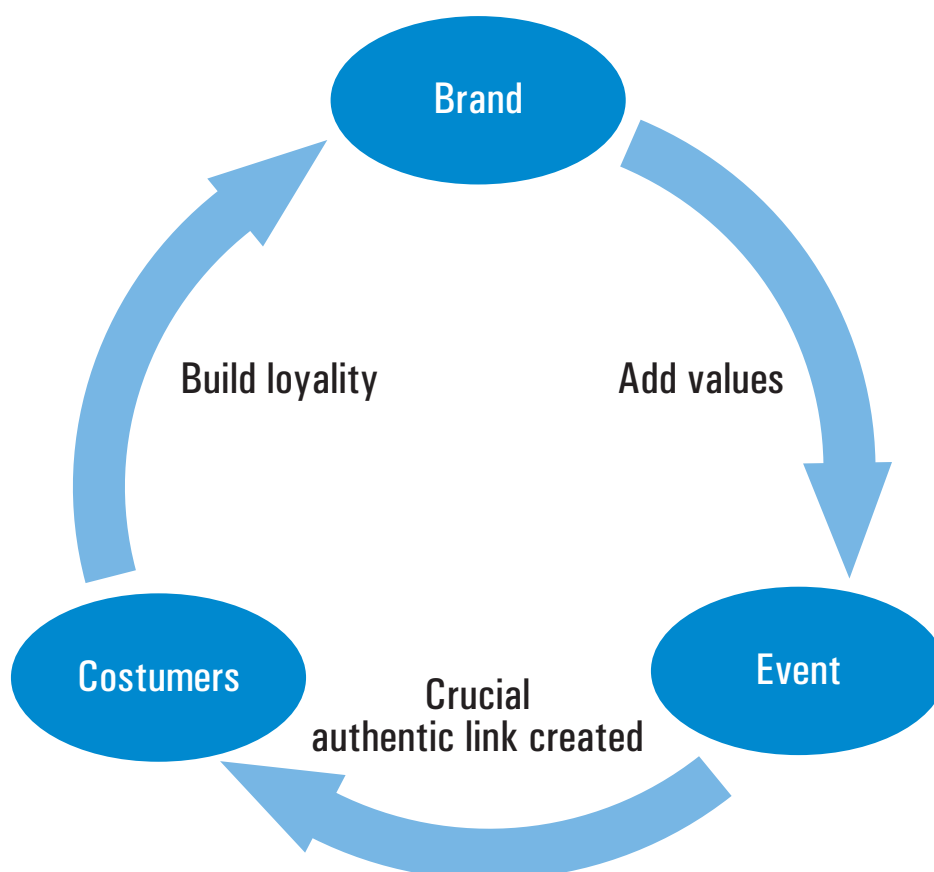 Brand
Build loyality
Add values
Costumers
Crucial
authentic link created
Event